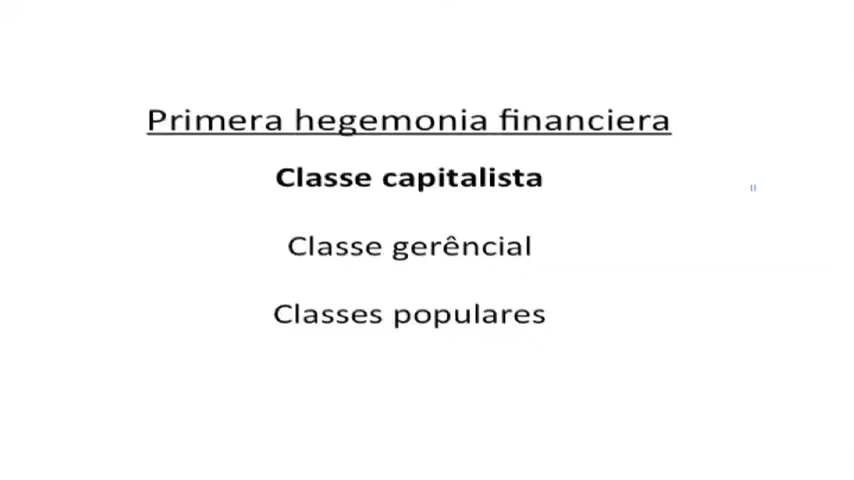 Primera hegemonia financiera
Classe capitalista
Classe gerêncial
Classes populares